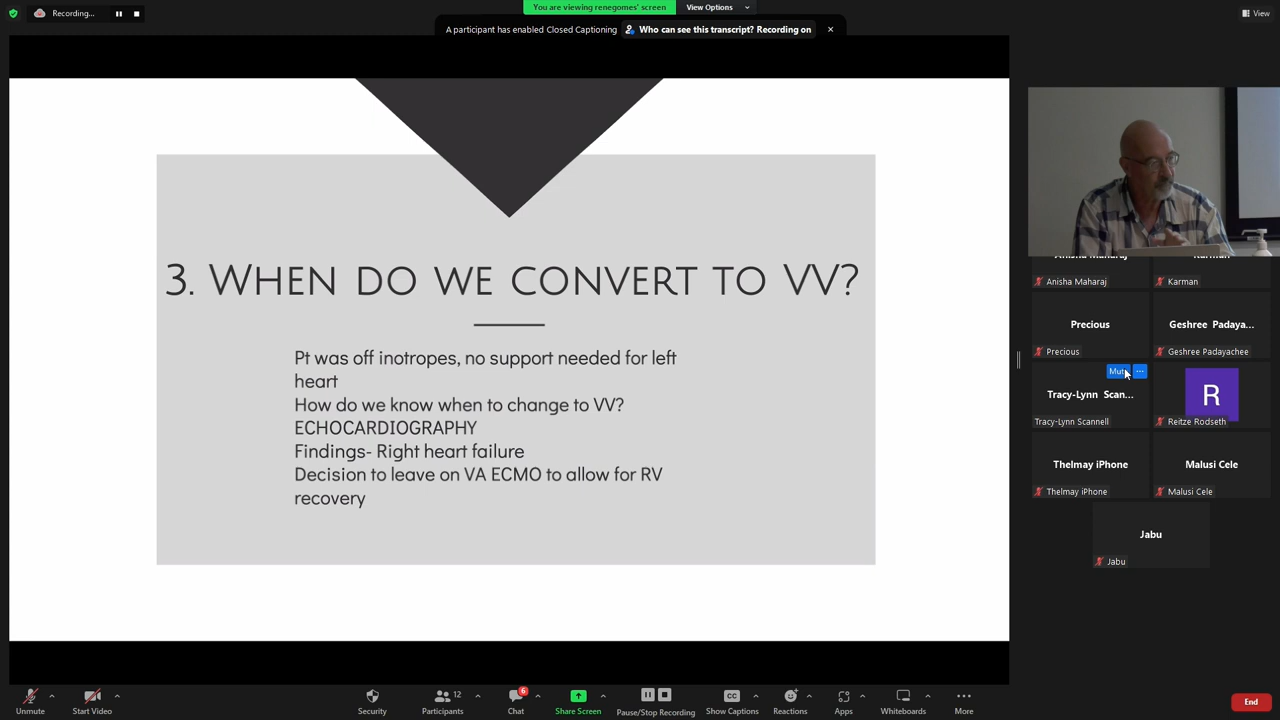 Recording...
You are viewing renegomes' screen
View Options
View
A participant has enabled Closed Captioning
Who can see this transcript? Recording on
3. When do we convert to VV?
Pt was off inotropes, no support needed for left
heart
How do we know when to change to VV?
ECHOCARDIOGRAPHY
Findings- Right heart failure
Decision to leave on VA ECMO to allow for RV
recovery
Anisha Maharaj
Karman
Anisha Maharaj
Karman
Precious
Geshree Padaya...
Precious
Geshree Padayachee
Mute
Tracy-Lynn Scan...
R
Tracy-Lynn Scannell
Reitze Rodseth
Thelmay iPhone
Malusi Cele
Thelmay iPhone
Malusi Cele
Jabu
Jabu
Unmute
Start Video
Security
Participants
12
Chat
6
Share Screen
Pause/Stop Recording
CC
Show Captions
Reactions
Apps
Whiteboards
More
End